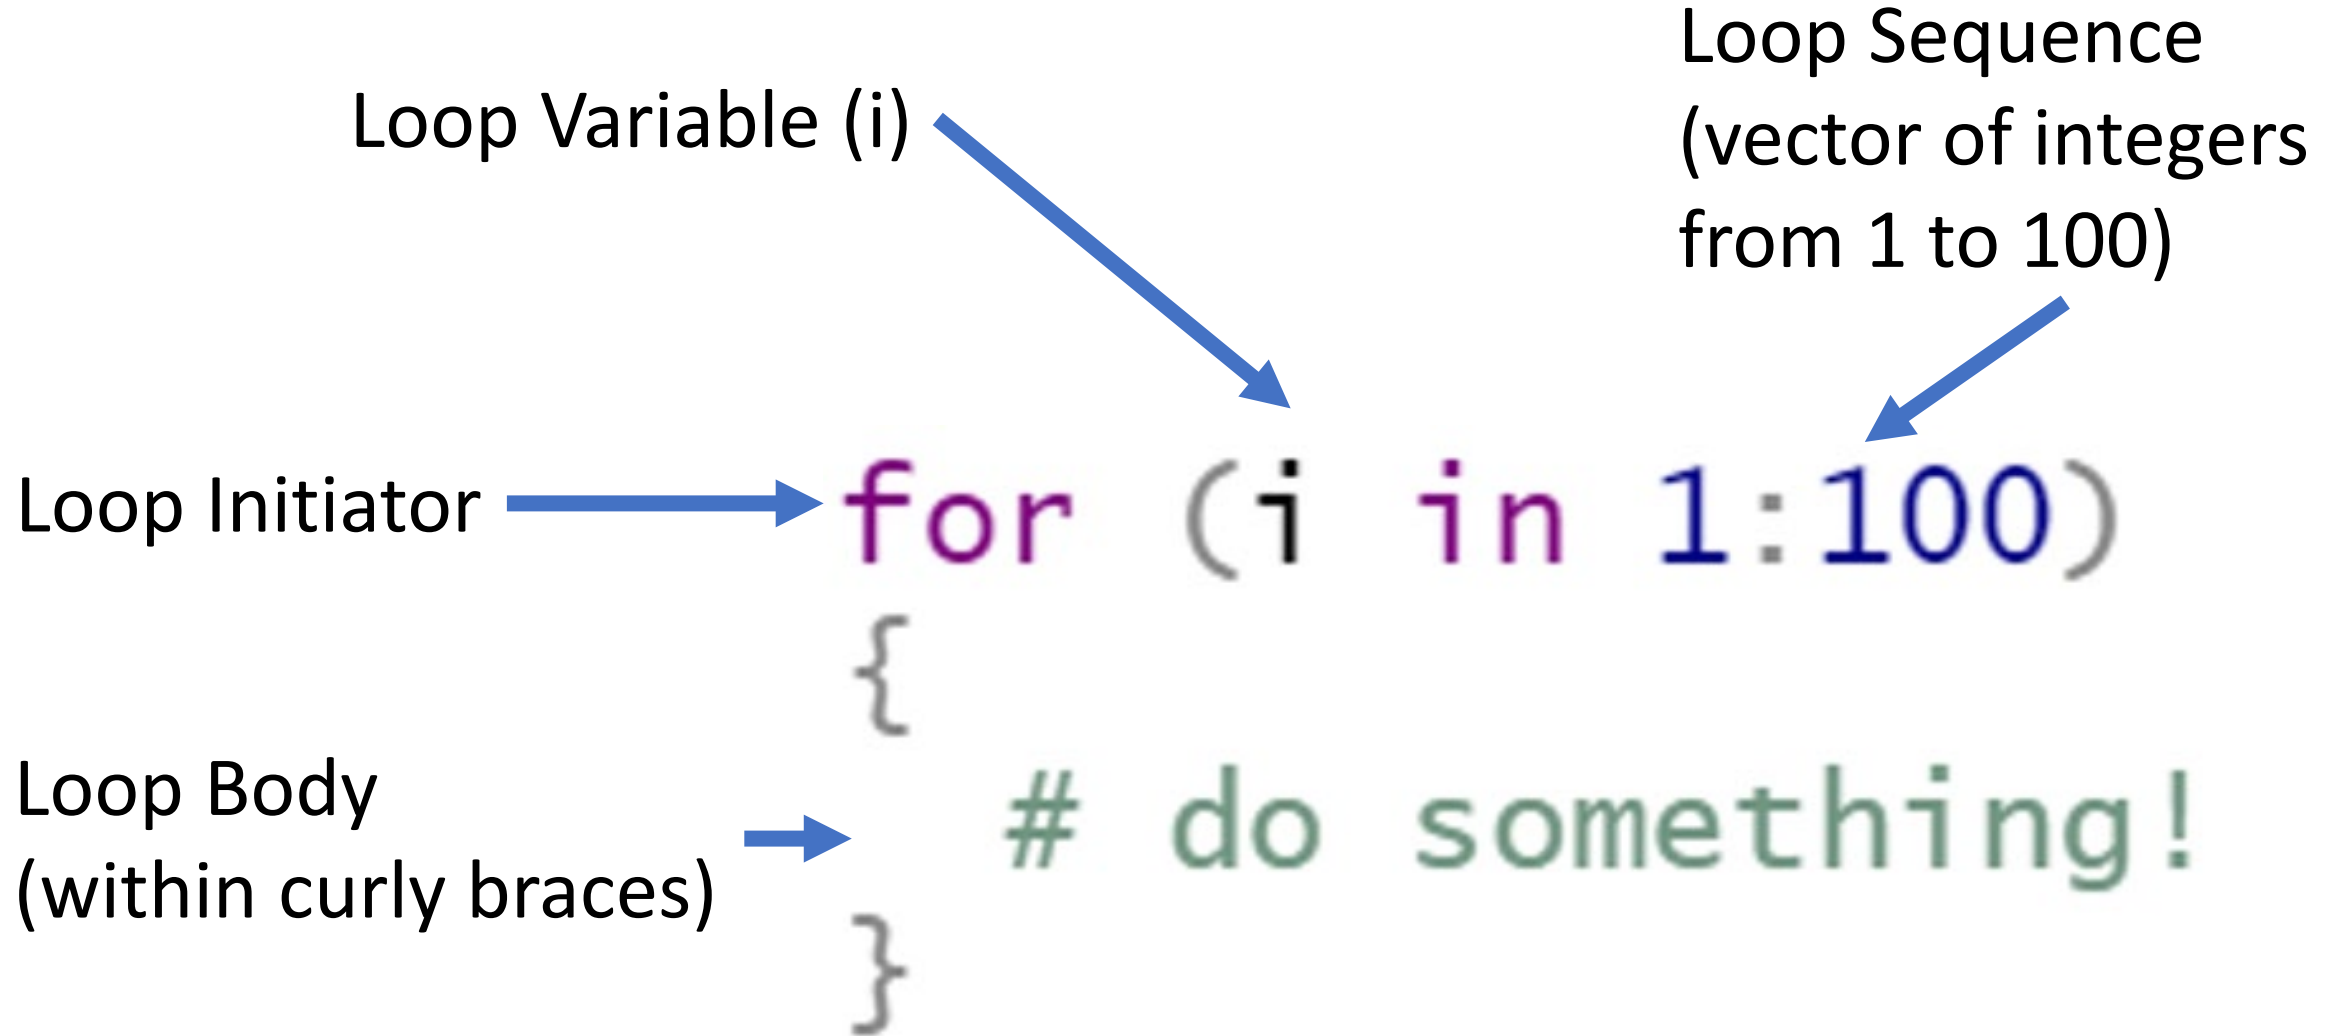 Loop Sequence
(vector of integers
from 1 to 100)
Loop Variable (i)
Loop Initiator
for (i in 1:100)
{
Loop Body
(within curly braces)
# do something!
}